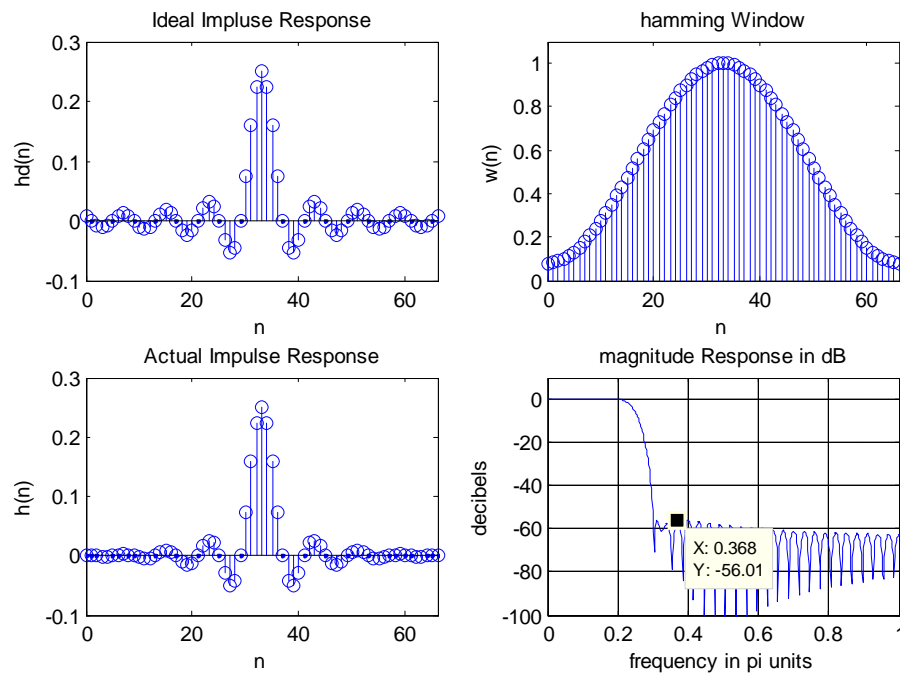 Ideal Impluse Response
hd(n)
0.3
0.2
0.1
0
-0.1
0
20
40
60
n
hamming Window
w(n)
1
0.8
0.6
0.4
0.2
0
0
20
40
60
n
Actual Impulse Response
h(n)
0.3
0.2
0.1
0
-0.1
0
20
40
60
n
magnitude Response in dB
decibels
0
-20
-40
-60
-80
-100
X: 0.368
Y: -56.01
0
0.2
0.4
0.6
0.8
1
frequency in pi units